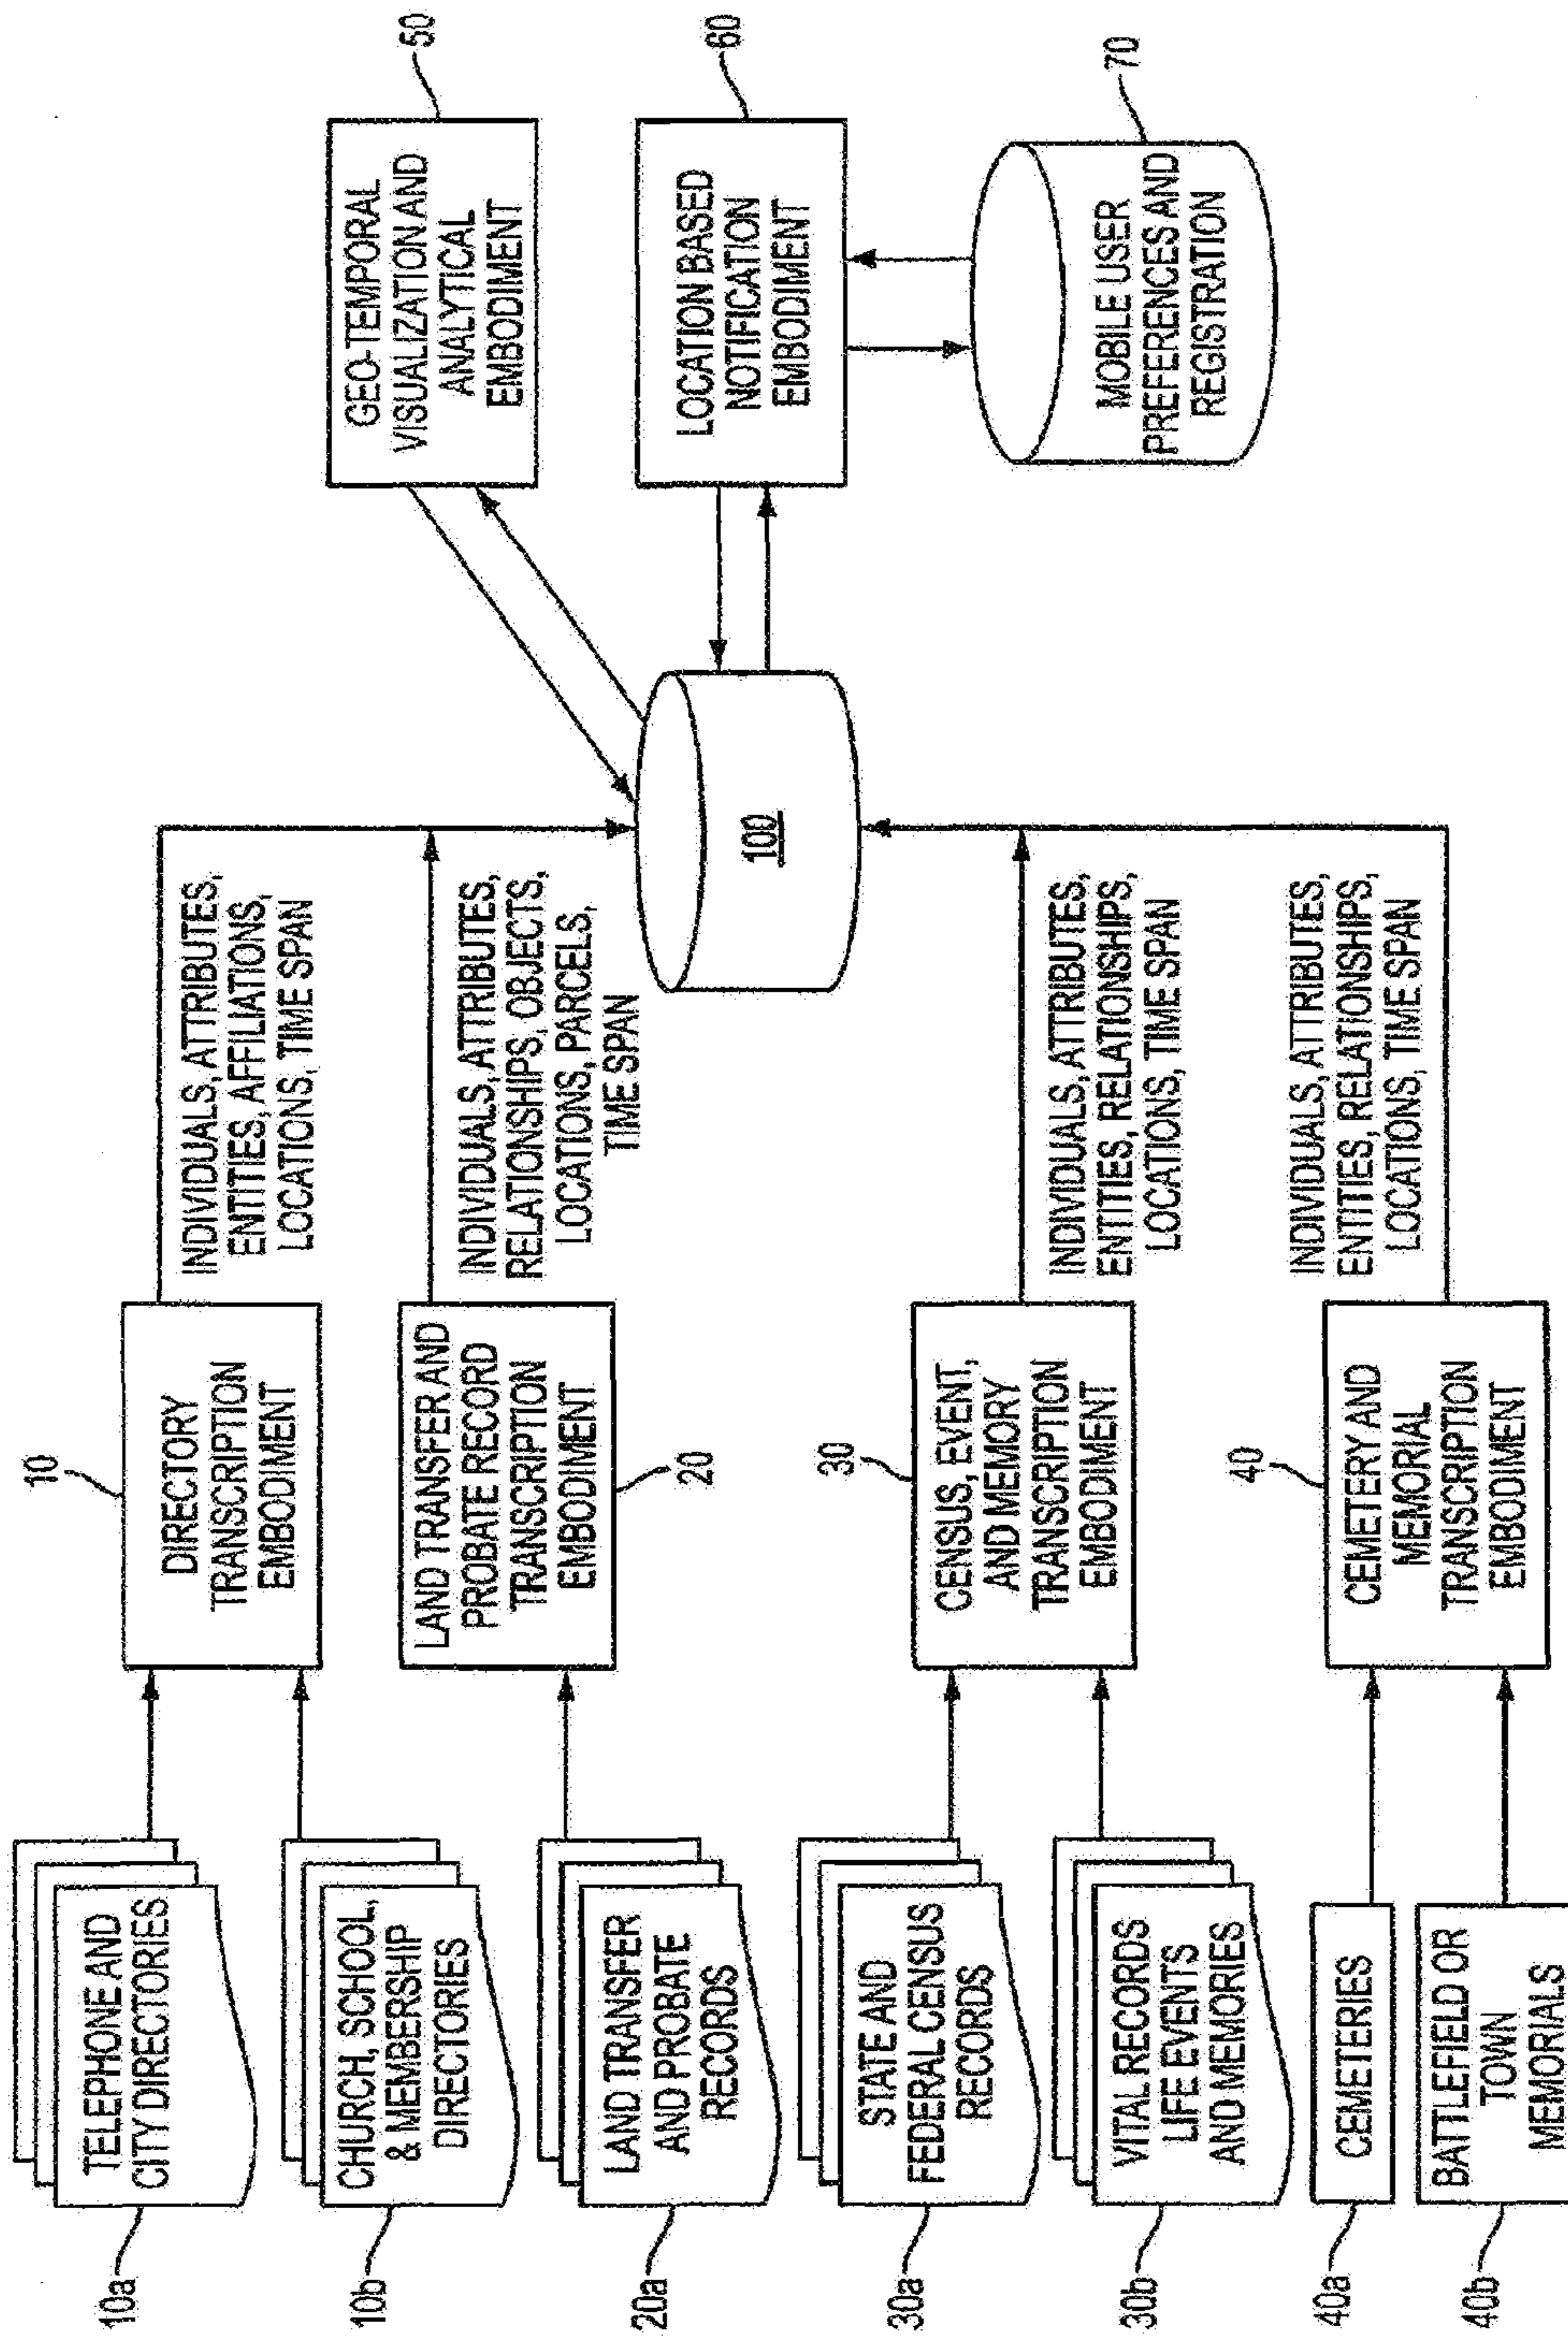 10a
TELEPHONE AND
CITY DIRECTORIES
10b
CHURCH, SCHOOL,
& MEMBERSHIP
DIRECTORIES
20a
LAND TRANSFER
AND PROBATE
RECORDS
30a
STATE AND
FEDERAL CENSUS
RECORDS
30b
VITAL RECORDS
LIFE EVENTS
AND MEMORIES
40a
CEMETERIES
40b
BATTLEFIELD OR
TOWN
MEMORIALS
10
DIRECTORY
TRANSCRIPTION
EMBODIMENT
LAND TRANSFER AND
PROBATE RECORD
TRANSCRIPTION
EMBODIMENT
20
30
CENSUS, EVENT,
AND MEMORY
TRANSCRIPTION
EMBODIMENT
40
CEMETERY AND
MEMORIAL
TRANSCRIPTION
EMBODIMENT
INDIVIDUALS, ATTRIBUTES,
ENTITIES, AFFILIATIONS,
LOCATIONS, TIME SPAN
INDIVIDUALS, ATTRIBUTES,
RELATIONSHIPS, OBJECTS,
LOCATIONS, PARCELS,
TIME SPAN
INDIVIDUALS, ATTRIBUTES,
ENTITIES, RELATIONSHIPS,
LOCATIONS, TIME SPAN
INDIVIDUALS, ATTRIBUTES,
ENTITIES, RELATIONSHIPS,
LOCATIONS, TIME SPAN
100
GEO-TEMPORAL
VISUALIZATION AND
ANALYTICAL
EMBODIMENT
50
LOCATION BASED
NOTIFICATION
EMBODIMENT
60
MOBILE USER
PREFERENCES AND
REGISTRATION
70